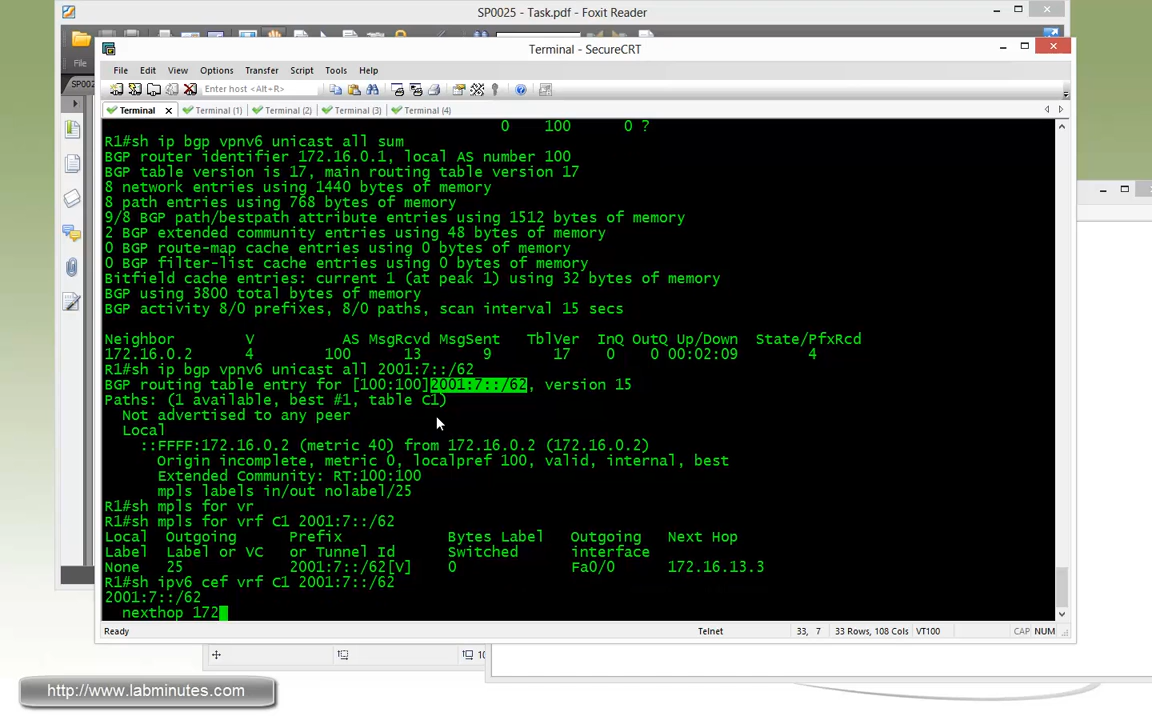 SP0025 - Task.pdf - Foxit Reader
File
SP002
Terminal - SecureCRT
File Edit View Options Transfer Script Tools Help
Enter host <Alt+R>
Terminal Terminal (1) Terminal (2) Terminal (3) Terminal (4)
0 100 0 ?
R1#sh ip bgp vpnv6 unicast all sum
BGP router identifier 172.16.0.1, local AS number 100
BGP table version is 17, main routing table version 17
8 network entries using 1440 bytes of memory
8 path entries using 768 bytes of memory
9/8 BGP path/bestpath attribute entries using 1512 bytes of memory
2 BGP extended community entries using 48 bytes of memory
0 BGP route-map cache entries using 0 bytes of memory
0 BGP filter-list cache entries using 0 bytes of memory
Bitfield cache entries: current 1 (at peak 1) using 32 bytes of memory
BGP using 3800 total bytes of memory
BGP activity 8/0 prefixes, 8/0 paths, scan interval 15 secs
Neighbor V AS MsgRcvd MsgSent TblVer InQ OutQ Up/Down State/PfxRcd
172.16.0.2 4 100 13 9 17 0 0 00:02:09 4
R1#sh ip bgp vpnv6 unicast all 2001:7::/62
BGP routing table entry for [100:100]2001:7::/62, version 15
Paths: (1 available, best #1, table C1)
Not advertised to any peer
Local
::FFFF:172.16.0.2 (metric 40) from 172.16.0.2 (172.16.0.2)
Origin incomplete, metric 0, localpref 100, valid, internal, best
Extended Community: RT:100:100
mpls labels in/out nolabel/25
R1#sh mpls for vr
R1#sh mpls for vrf C1 2001:7::/62
Local Outgoing Prefix Bytes Label Outgoing Next Hop
Label Label or VC or Tunnel Id Switched interface
None 25 2001:7::/62[V] 0 Fa0/0 172.16.13.3
R1#sh ipv6 cef vrf C1 2001:7::/62
2001:7::/62
nexthop 172
Ready Telnet 33, 7 33 Rows, 108 Cols VT100 CAP NUM
10
http://www.labminutes.com